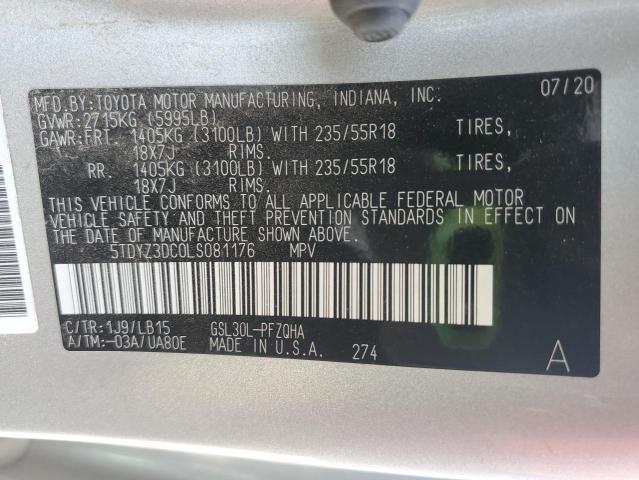 MFD.BY:TOYOTA MOTOR MANUFACTURING, INDIANA, INC. 07/20
GVWR:2715KG (5995LB)
GAWR:FRT. 1405KG (3100LB) WITH 235/55R18 TIRES,
18X7J RIMS.
RR. 1405KG (3100LB) WITH 235/55R18 TIRES,
18X7J RIMS.
THIS VEHICLE CONFORMS TO ALL APPLICABLE FEDERAL MOTOR
VEHICLE SAFETY AND THEFT PREVENTION STANDARDS IN EFFECT ON
THE DATE OF MANUFACTURE SHOWN ABOVE.
5TDYZ3DC0LS081176 MPV
C/TR:1J9/LB15 GSL30L-PFZQHA
A/TM:-03A/UA80E MADE IN U.S.A. 274 A